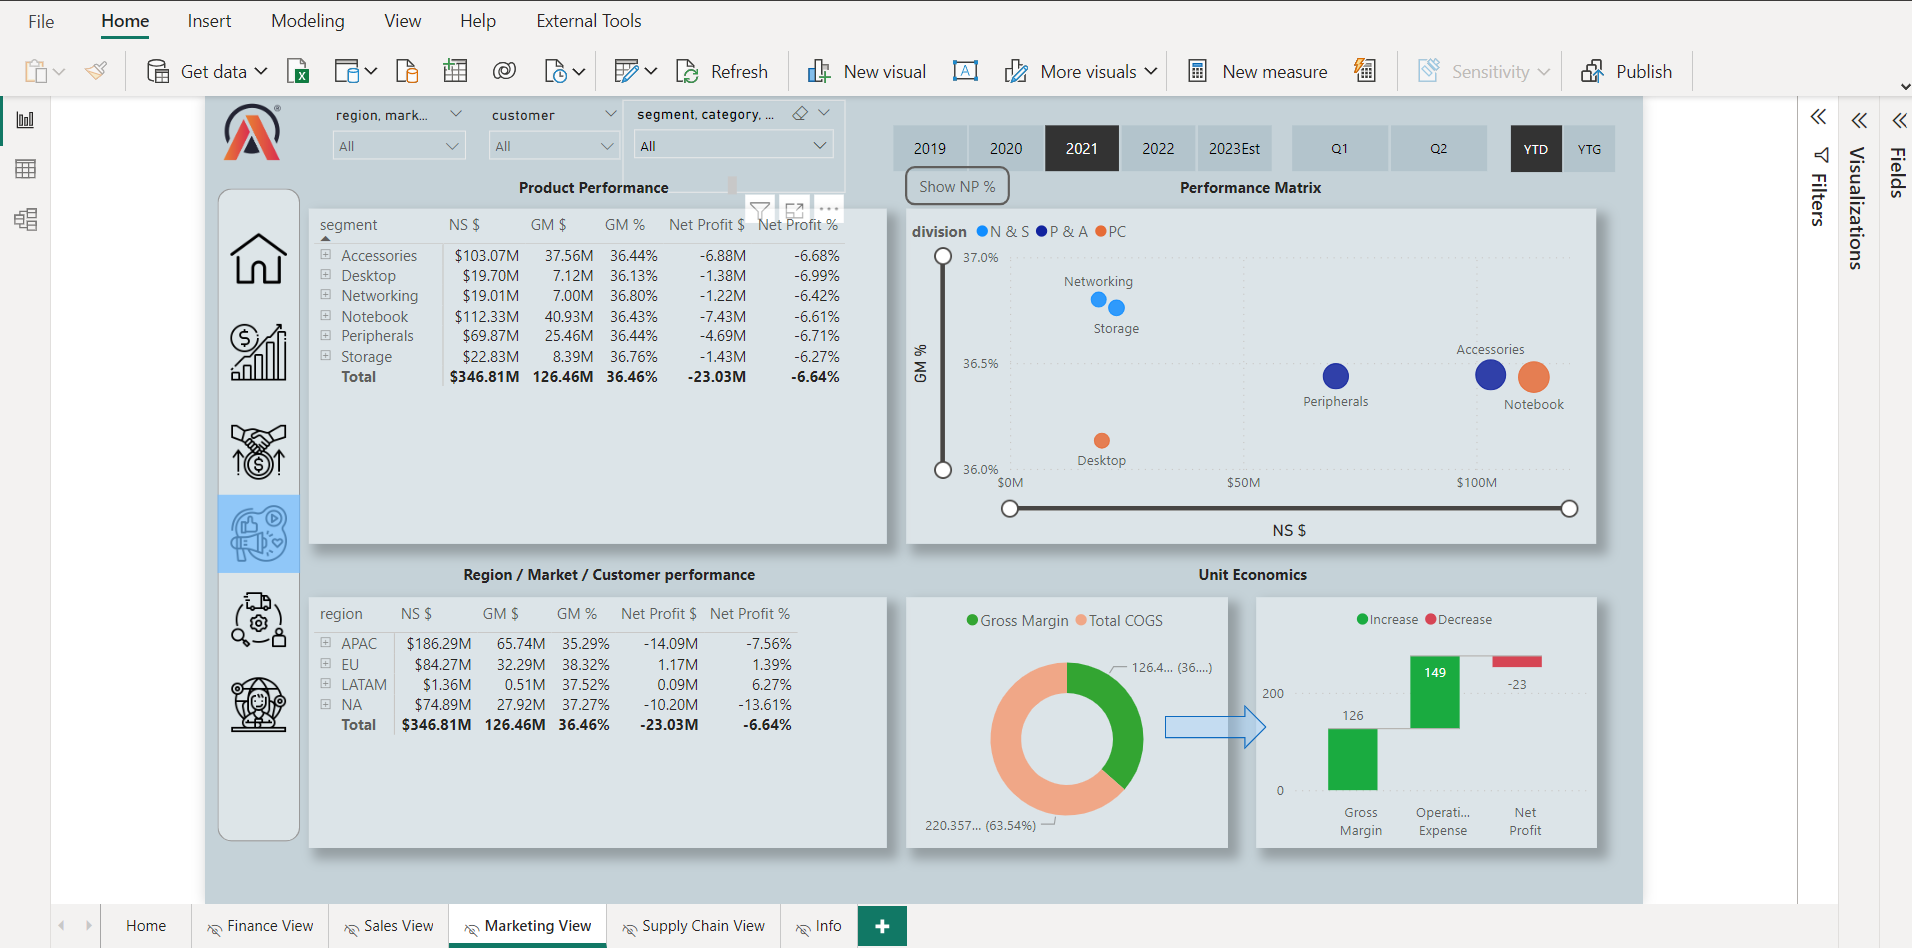 File Home Insert Modeling View Help External Tools
Get data Refresh New visual A More visuals New measure Sensitivity Publish
region, mark...
All
customer
All
segment, category, ...
All
2019 2020 2021 2022 2023Est Q1 Q2 YTD YTG
Show NP %
Product Performance
segment NS $ GM $ GM % Net Profit $ Net Profit %
Accessories $103.07M 37.56M 36.44% -6.88M -6.68%
Desktop $19.70M 7.12M 36.13% -1.38M -6.99%
Networking $19.01M 7.00M 36.80% -1.22M -6.42%
Notebook $112.33M 40.93M 36.43% -7.43M -6.61%
Peripherals $69.87M 25.46M 36.44% -4.69M -6.71%
Storage $22.83M 8.39M 36.76% -1.43M -6.27%
Total $346.81M 126.46M 36.46% -23.03M -6.64%
Performance Matrix
division N & S P & A PC
GM %
37.0%
36.5%
36.0%
Networking
Storage
Accessories
Peripherals
Notebook
Desktop
$0M $50M $100M
NS $
Region / Market / Customer performance
region NS $ GM $ GM % Net Profit $ Net Profit %
APAC $186.29M 65.74M 35.29% -14.09M -7.56%
EU $84.27M 32.29M 38.32% 1.17M 1.39%
LATAM $1.36M 0.51M 37.52% 0.09M 6.27%
NA $74.89M 27.92M 37.27% -10.20M -13.61%
Total $346.81M 126.46M 36.46% -23.03M -6.64%
Unit Economics
Gross Margin Total COGS
126.4... (36....)
220.357... (63.54%)
Increase Decrease
200
0
126
149
-23
Gross Margin
Operati... Expense
Net Profit
Filters
Visualizations
Fields
Home Finance View Sales View Marketing View Supply Chain View Info +